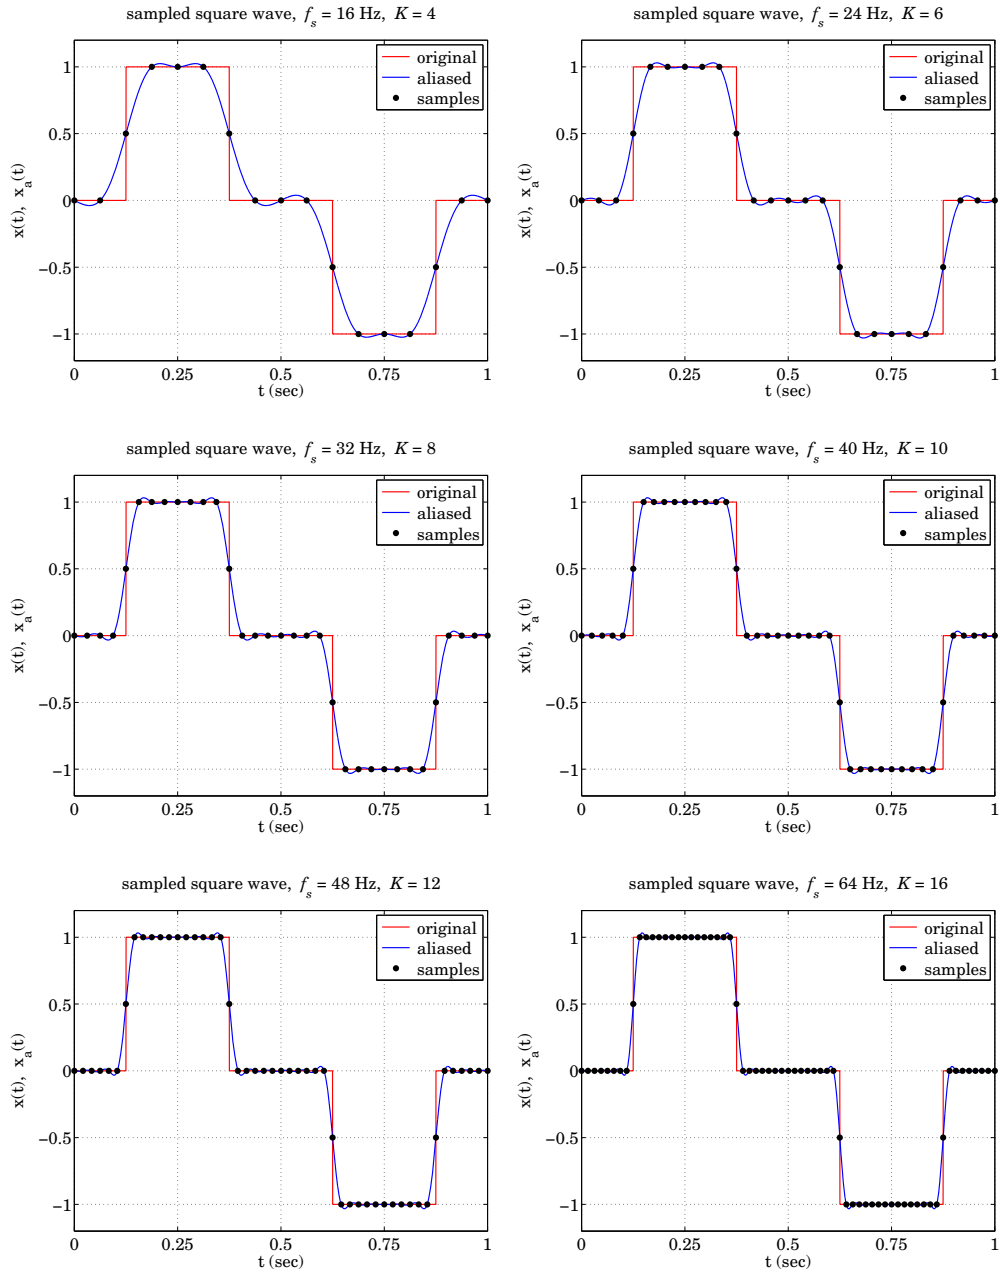 sampled square wave, f_s = 16 Hz, K = 4
original
aliased
samples
1
0.5
0
−0.5
−1
x(t), x_a(t)
0 0.25 0.5 0.75 1
t (sec)
sampled square wave, f_s = 24 Hz, K = 6
original
aliased
samples
1
0.5
0
−0.5
−1
x(t), x_a(t)
0 0.25 0.5 0.75 1
t (sec)
sampled square wave, f_s = 32 Hz, K = 8
original
aliased
samples
1
0.5
0
−0.5
−1
x(t), x_a(t)
0 0.25 0.5 0.75 1
t (sec)
sampled square wave, f_s = 40 Hz, K = 10
original
aliased
samples
1
0.5
0
−0.5
−1
x(t), x_a(t)
0 0.25 0.5 0.75 1
t (sec)
sampled square wave, f_s = 48 Hz, K = 12
original
aliased
samples
1
0.5
0
−0.5
−1
x(t), x_a(t)
0 0.25 0.5 0.75 1
t (sec)
sampled square wave, f_s = 64 Hz, K = 16
original
aliased
samples
1
0.5
0
−0.5
−1
x(t), x_a(t)
0 0.25 0.5 0.75 1
t (sec)